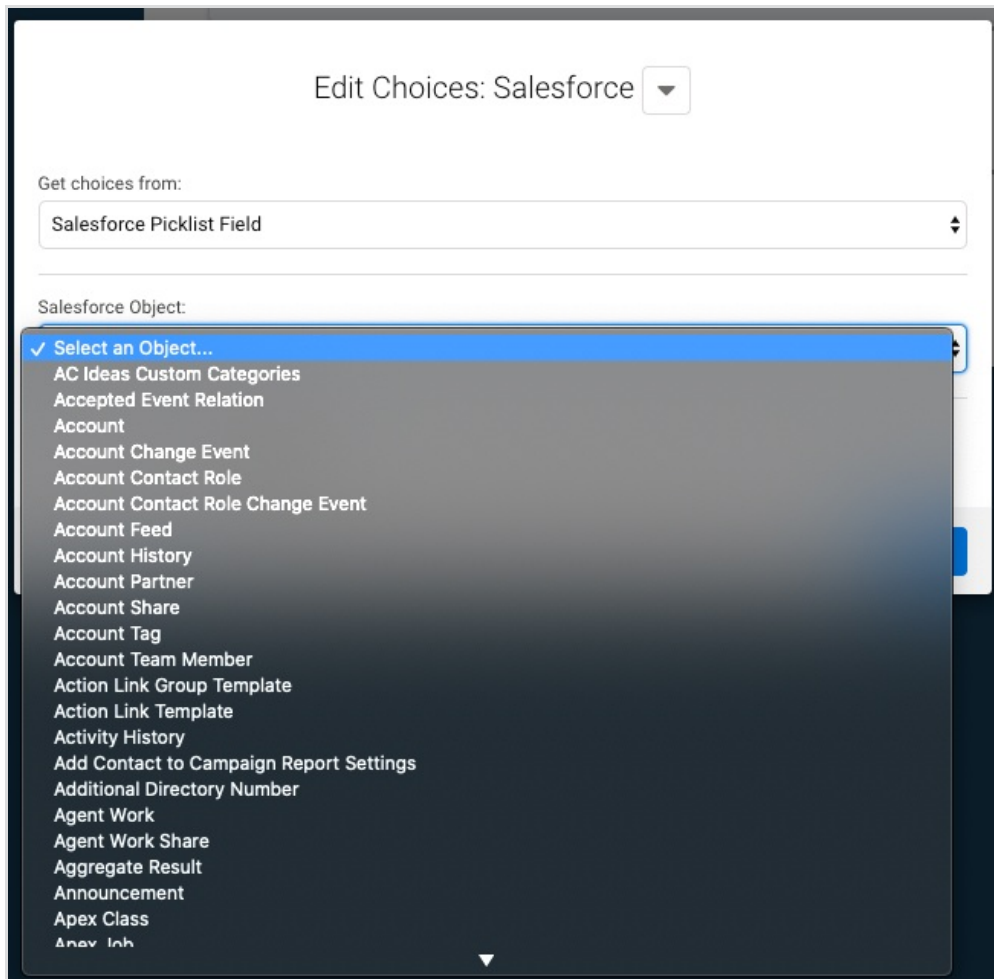 Edit Choices: Salesforce
Get choices from:
Salesforce Picklist Field
Salesforce Object:
Select an Object...
AC Ideas Custom Categories
Accepted Event Relation
Account
Account Change Event
Account Contact Role
Account Contact Role Change Event
Account Feed
Account History
Account Partner
Account Share
Account Tag
Account Team Member
Action Link Group Template
Action Link Template
Activity History
Add Contact to Campaign Report Settings
Additional Directory Number
Agent Work
Agent Work Share
Aggregate Result
Announcement
Apex Class
Apex Job